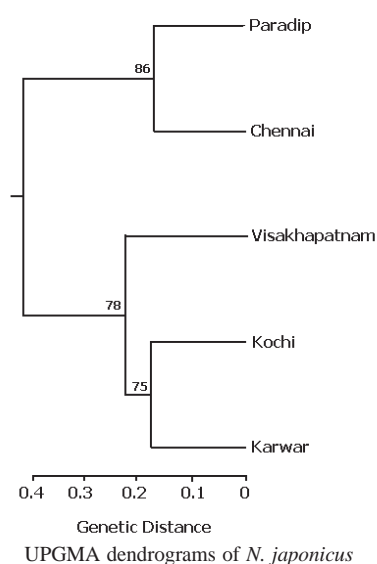 Paradip
86
Chennai
Visakhapatnam
78
Kochi
75
Karwar
0.4 0.3 0.2 0.1 0
Genetic Distance
UPGMA dendrograms of N. japonicus